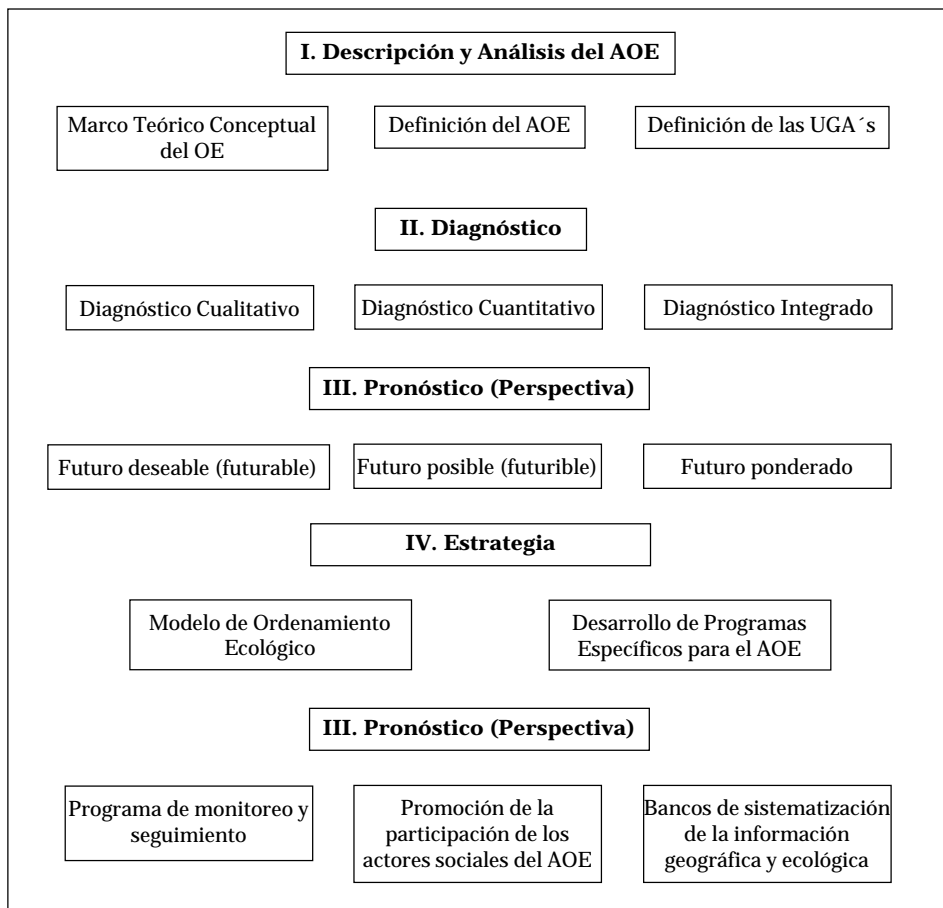 I. Descripción y Análisis del AOE
Marco Teórico Conceptual
del OE
Definición del AOE
Definición de las UGA´s
II. Diagnóstico
Diagnóstico Cualitativo
Diagnóstico Cuantitativo
Diagnóstico Integrado
III. Pronóstico (Perspectiva)
Futuro deseable (futurable)
Futuro posible (futurible)
Futuro ponderado
IV. Estrategia
Modelo de Ordenamiento
Ecológico
Desarrollo de Programas
Específicos para el AOE
III. Pronóstico (Perspectiva)
Programa de monitoreo y
seguimiento
Promoción de la
participación de los
actores sociales del AOE
Bancos de sistematización
de la información
geográfica y ecológica